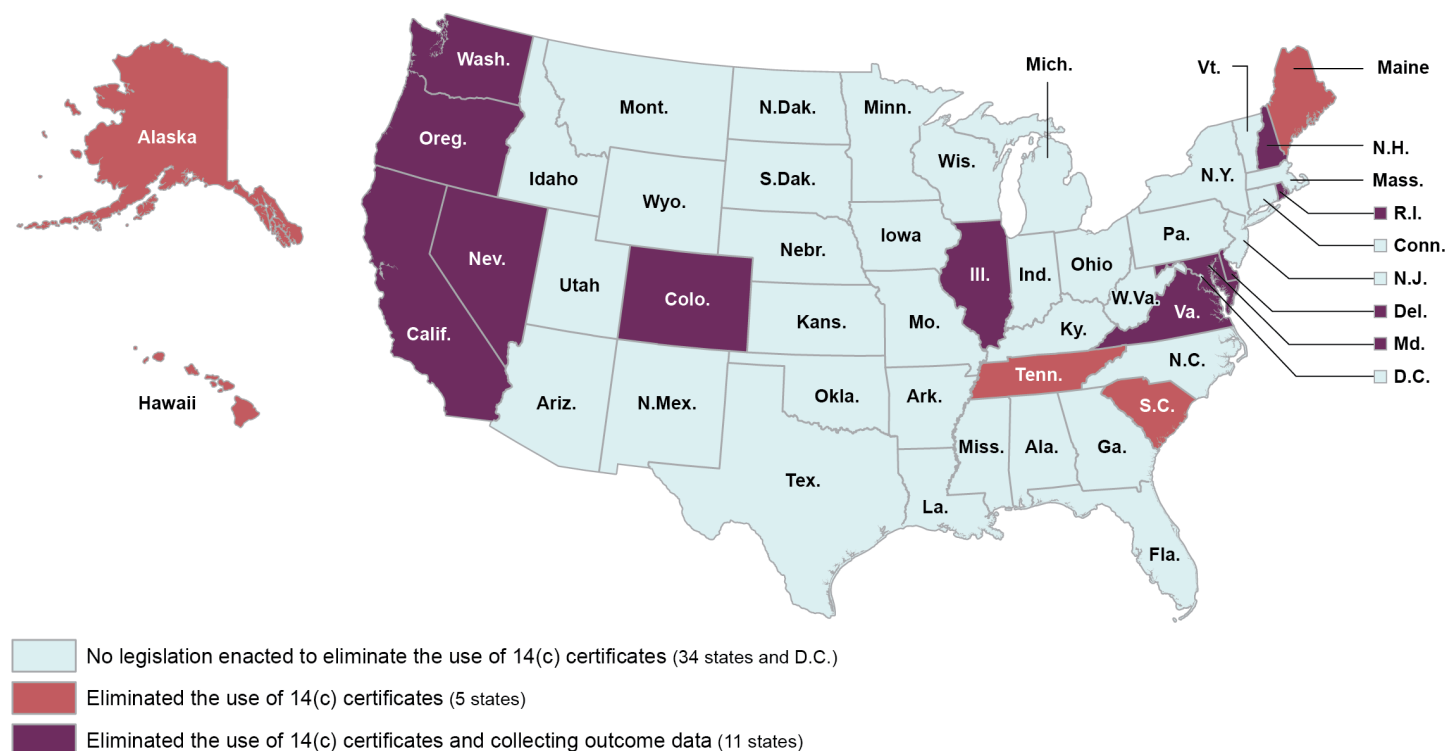 Wash.
Mich.
Vt.
Maine
Mont.
N.Dak.
Minn.
Alaska
Oreg.
N.H.
Wis.
Idaho
S.Dak.
N.Y.
Mass.
Wyo.
R.I.
Iowa
Pa.
Nebr.
Conn.
Nev.
Ill.
Ind.
Ohio
N.J.
Utah
Colo.
W.Va.
Va.
Del.
Kans.
Mo.
Ky.
Calif.
Md.
N.C.
Tenn.
D.C.
Hawaii
Ariz.
N.Mex.
Okla.
Ark.
S.C.
Miss.
Ala.
Ga.
Tex.
La.
Fla.
No legislation enacted to eliminate the use of 14(c) certificates (34 states and D.C.)
Eliminated the use of 14(c) certificates (5 states)
Eliminated the use of 14(c) certificates and collecting outcome data (11 states)